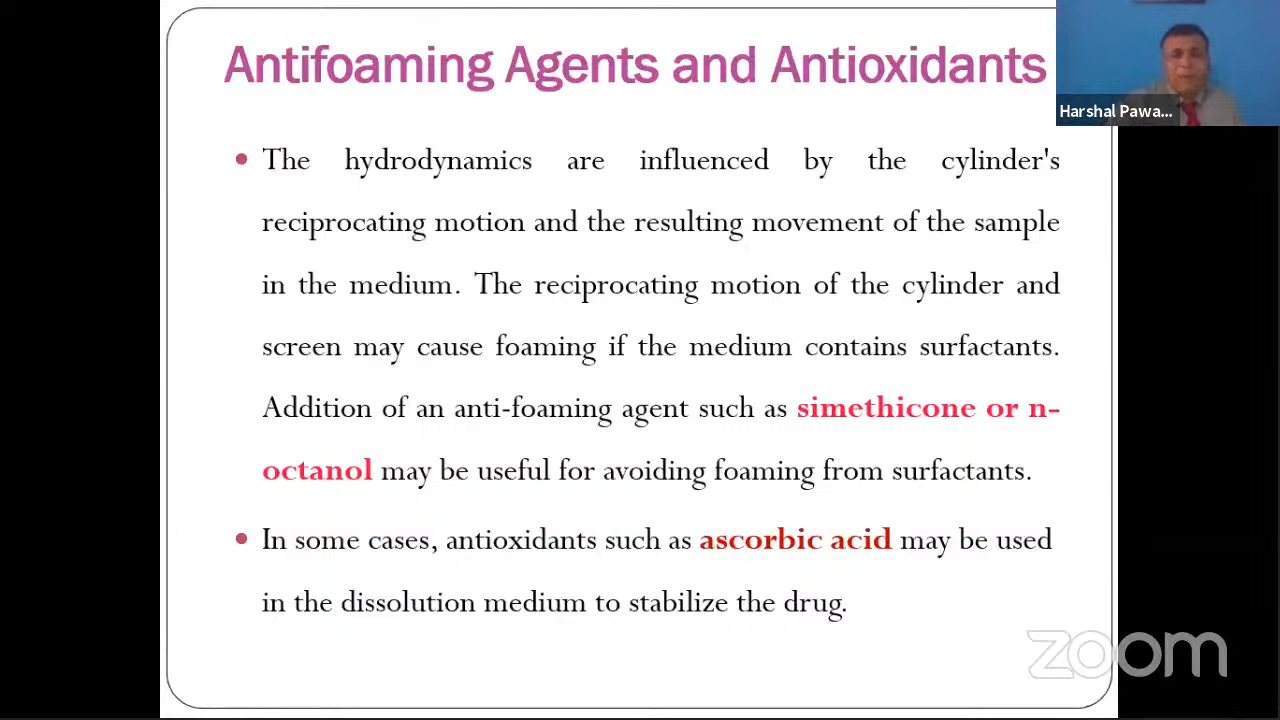 Antifoaming Agents and Antioxidants
Harshal Pawa...
• The hydrodynamics are influenced by the cylinder's
reciprocating motion and the resulting movement of the sample
in the medium. The reciprocating motion of the cylinder and
screen may cause foaming if the medium contains surfactants.
Addition of an anti-foaming agent such as simethicone or n-
octanol may be useful for avoiding foaming from surfactants.
• In some cases, antioxidants such as ascorbic acid may be used
in the dissolution medium to stabilize the drug.
zoom